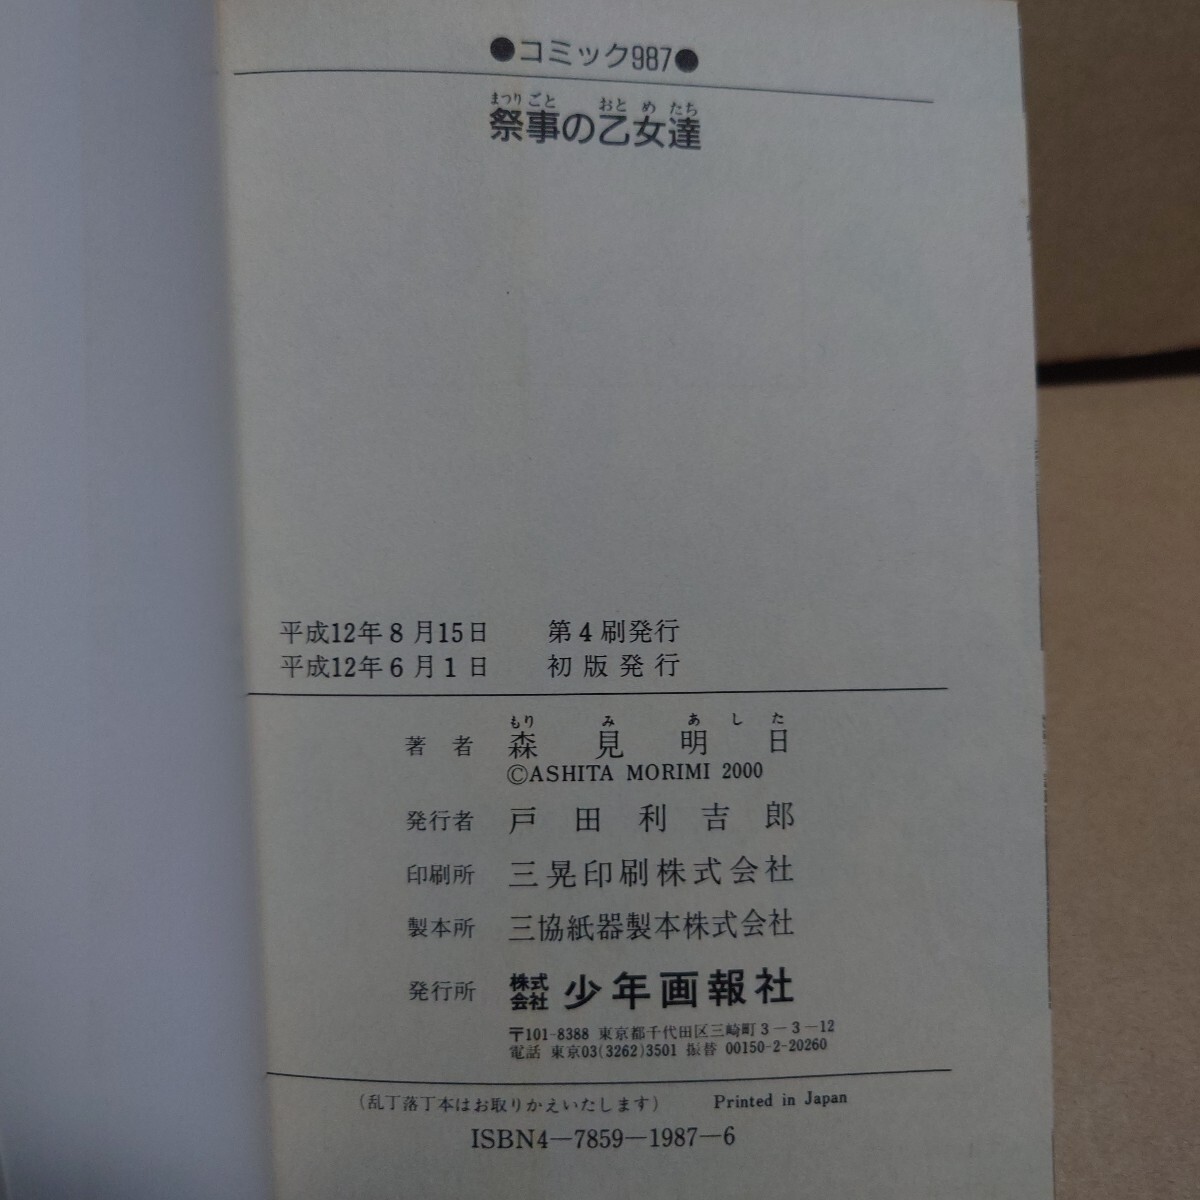 ●コミック987●
まつりごと おとめたち
祭事の乙女達
平成12年8月15日 第4刷発行
平成12年6月1日 初版発行
もり み あした
著者 森見明日
©ASHITA MORIMI 2000
発行者 戸田利吉郎
印刷所 三晃印刷株式会社
製本所 三協紙器製本株式会社
発行所 株式会社 少年画報社
〒101-8388 東京都千代田区三崎町3-3-12
電話 東京03(3262)3501 振替 00150-2-20260
(乱丁落丁本はお取りかえいたします) Printed in Japan
ISBN4-7859-1987-6